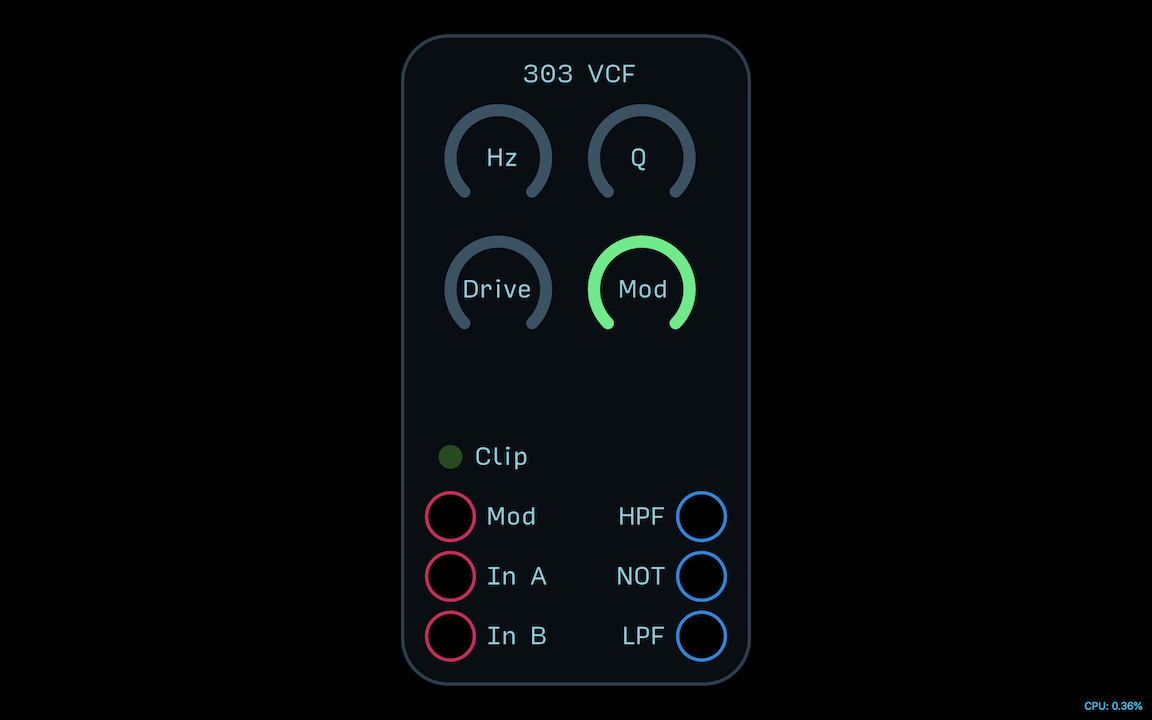 303 VCF
Hz Q
Drive Mod
Clip
Mod HPF
In A NOT
In B LPF
CPU: 0.36%